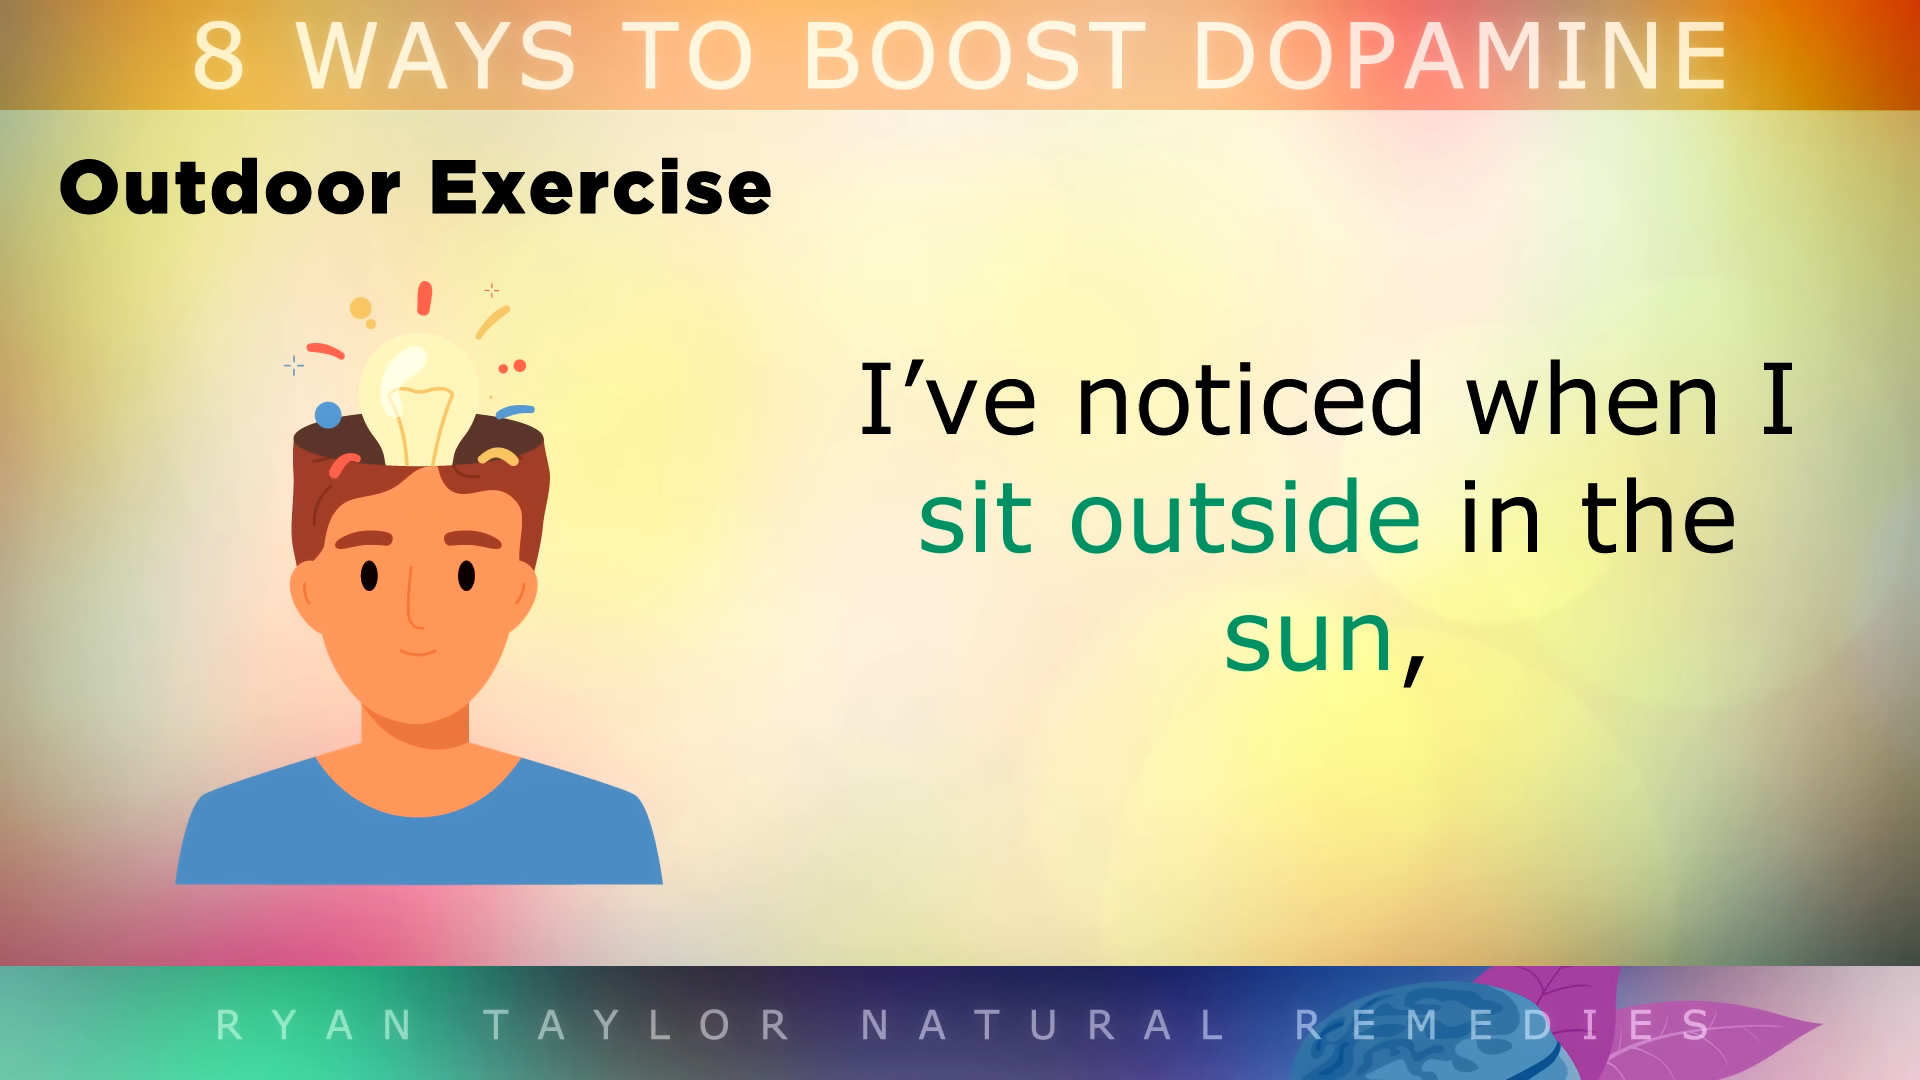 8 WAYS TO BOOST DOPAMINE
Outdoor Exercise
I’ve noticed when I
sit outside in the
sun,
RYAN TAYLOR NATURAL REMEDIES